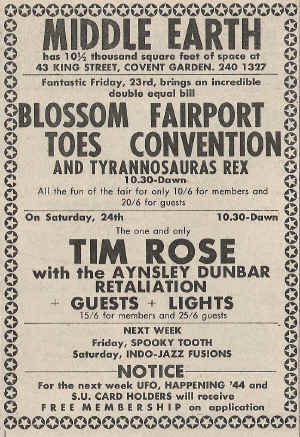 MIDDLE EARTH
has 10½ thousand square feet of space at
43 KING STREET, COVENT GARDEN. 240 1327
Fantastic Friday, 23rd, brings an incredible
double equal bill
BLOSSOM FAIRPORT
TOES CONVENTION
AND TYRANNOSAURAS REX
10.30-Dawn
All the fun of the fair for only 10/6 for members and
20/6 for guests
On Saturday, 24th 10.30-Dawn
The one and only
TIM ROSE
with the AYNSLEY DUNBAR
RETALIATION
+ GUESTS + LIGHTS
15/6 for members and 25/6 guests
NEXT WEEK
Friday, SPOOKY TOOTH
Saturday, INDO-JAZZ FUSIONS
NOTICE
For the next week UFO, HAPPENING '44 and
S.U. CARD HOLDERS will receive
FREE MEMBERSHIP on application